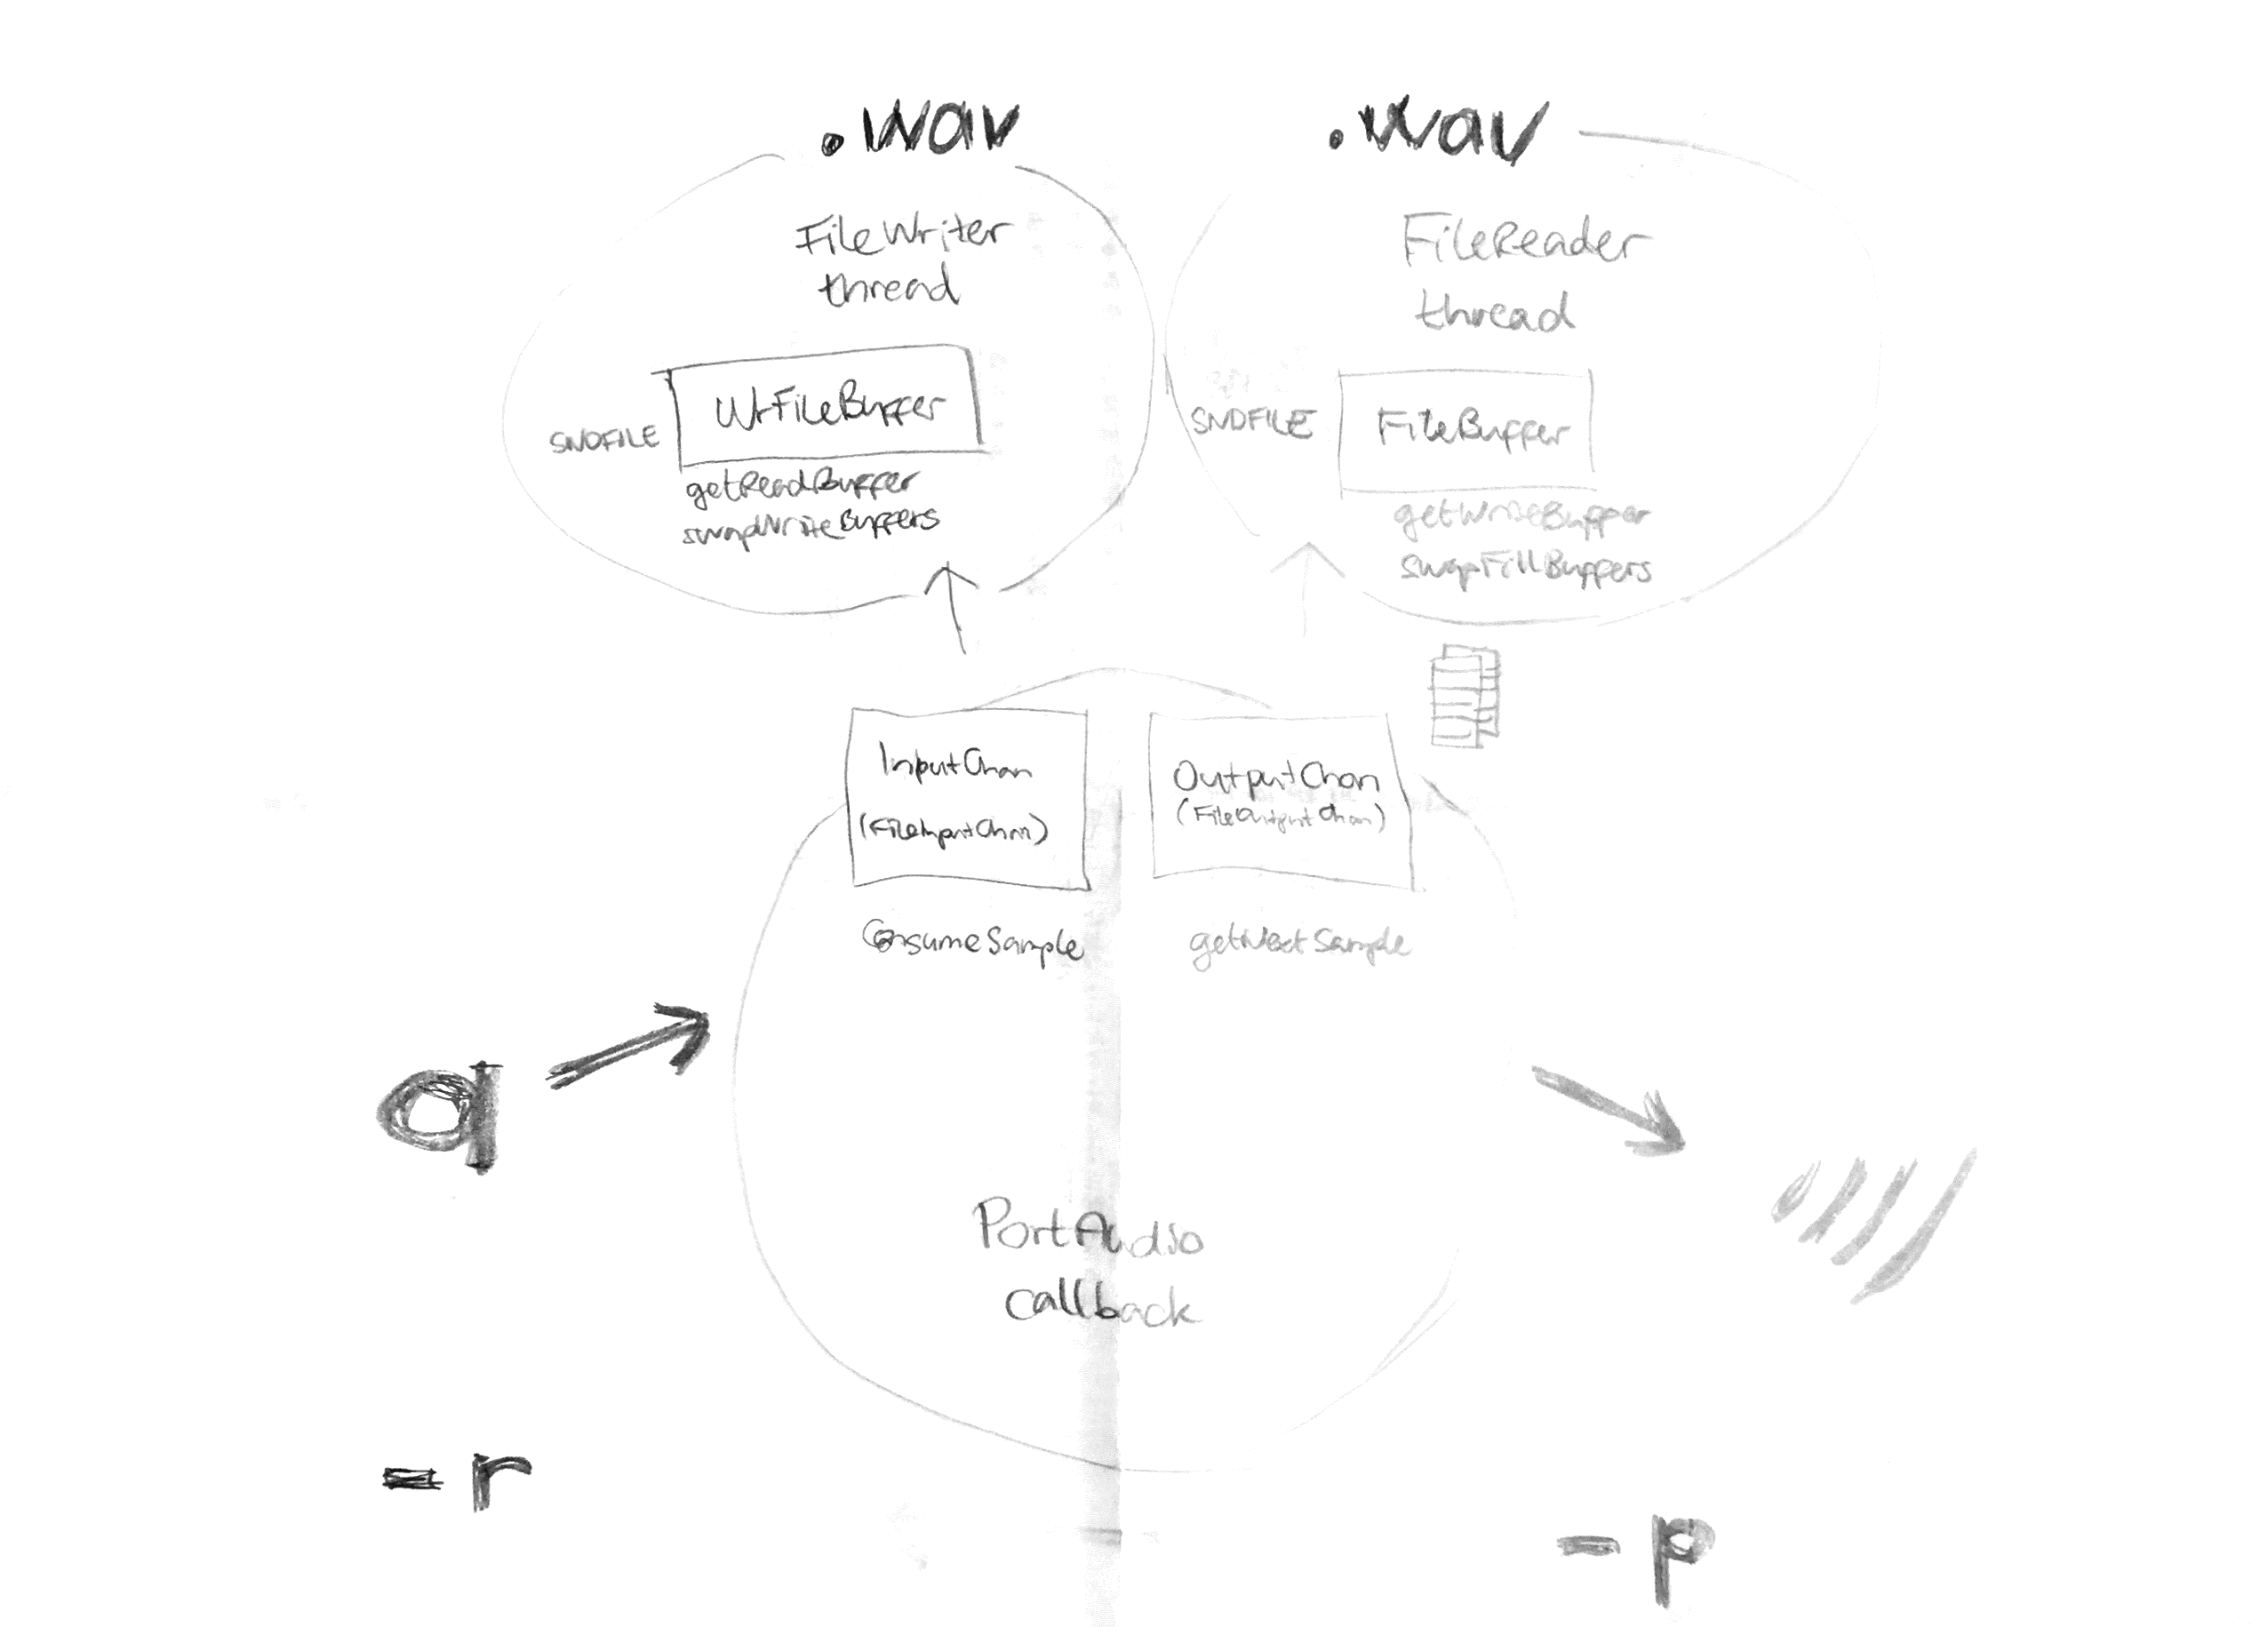 .wav
FileWriter
thread
SNDFILE
WrFileBuffer
getReadBuffer
swapWriteBuffers
.wav
FileReader
thread
SNDFILE
FileBuffer
getWriteBuffer
swapFillBuffers
InputChan
(FileInputChan)
ConsumeSample
OutputChan
(FileOutputChan)
getNextSample
PortAudio
callback
-r
-p